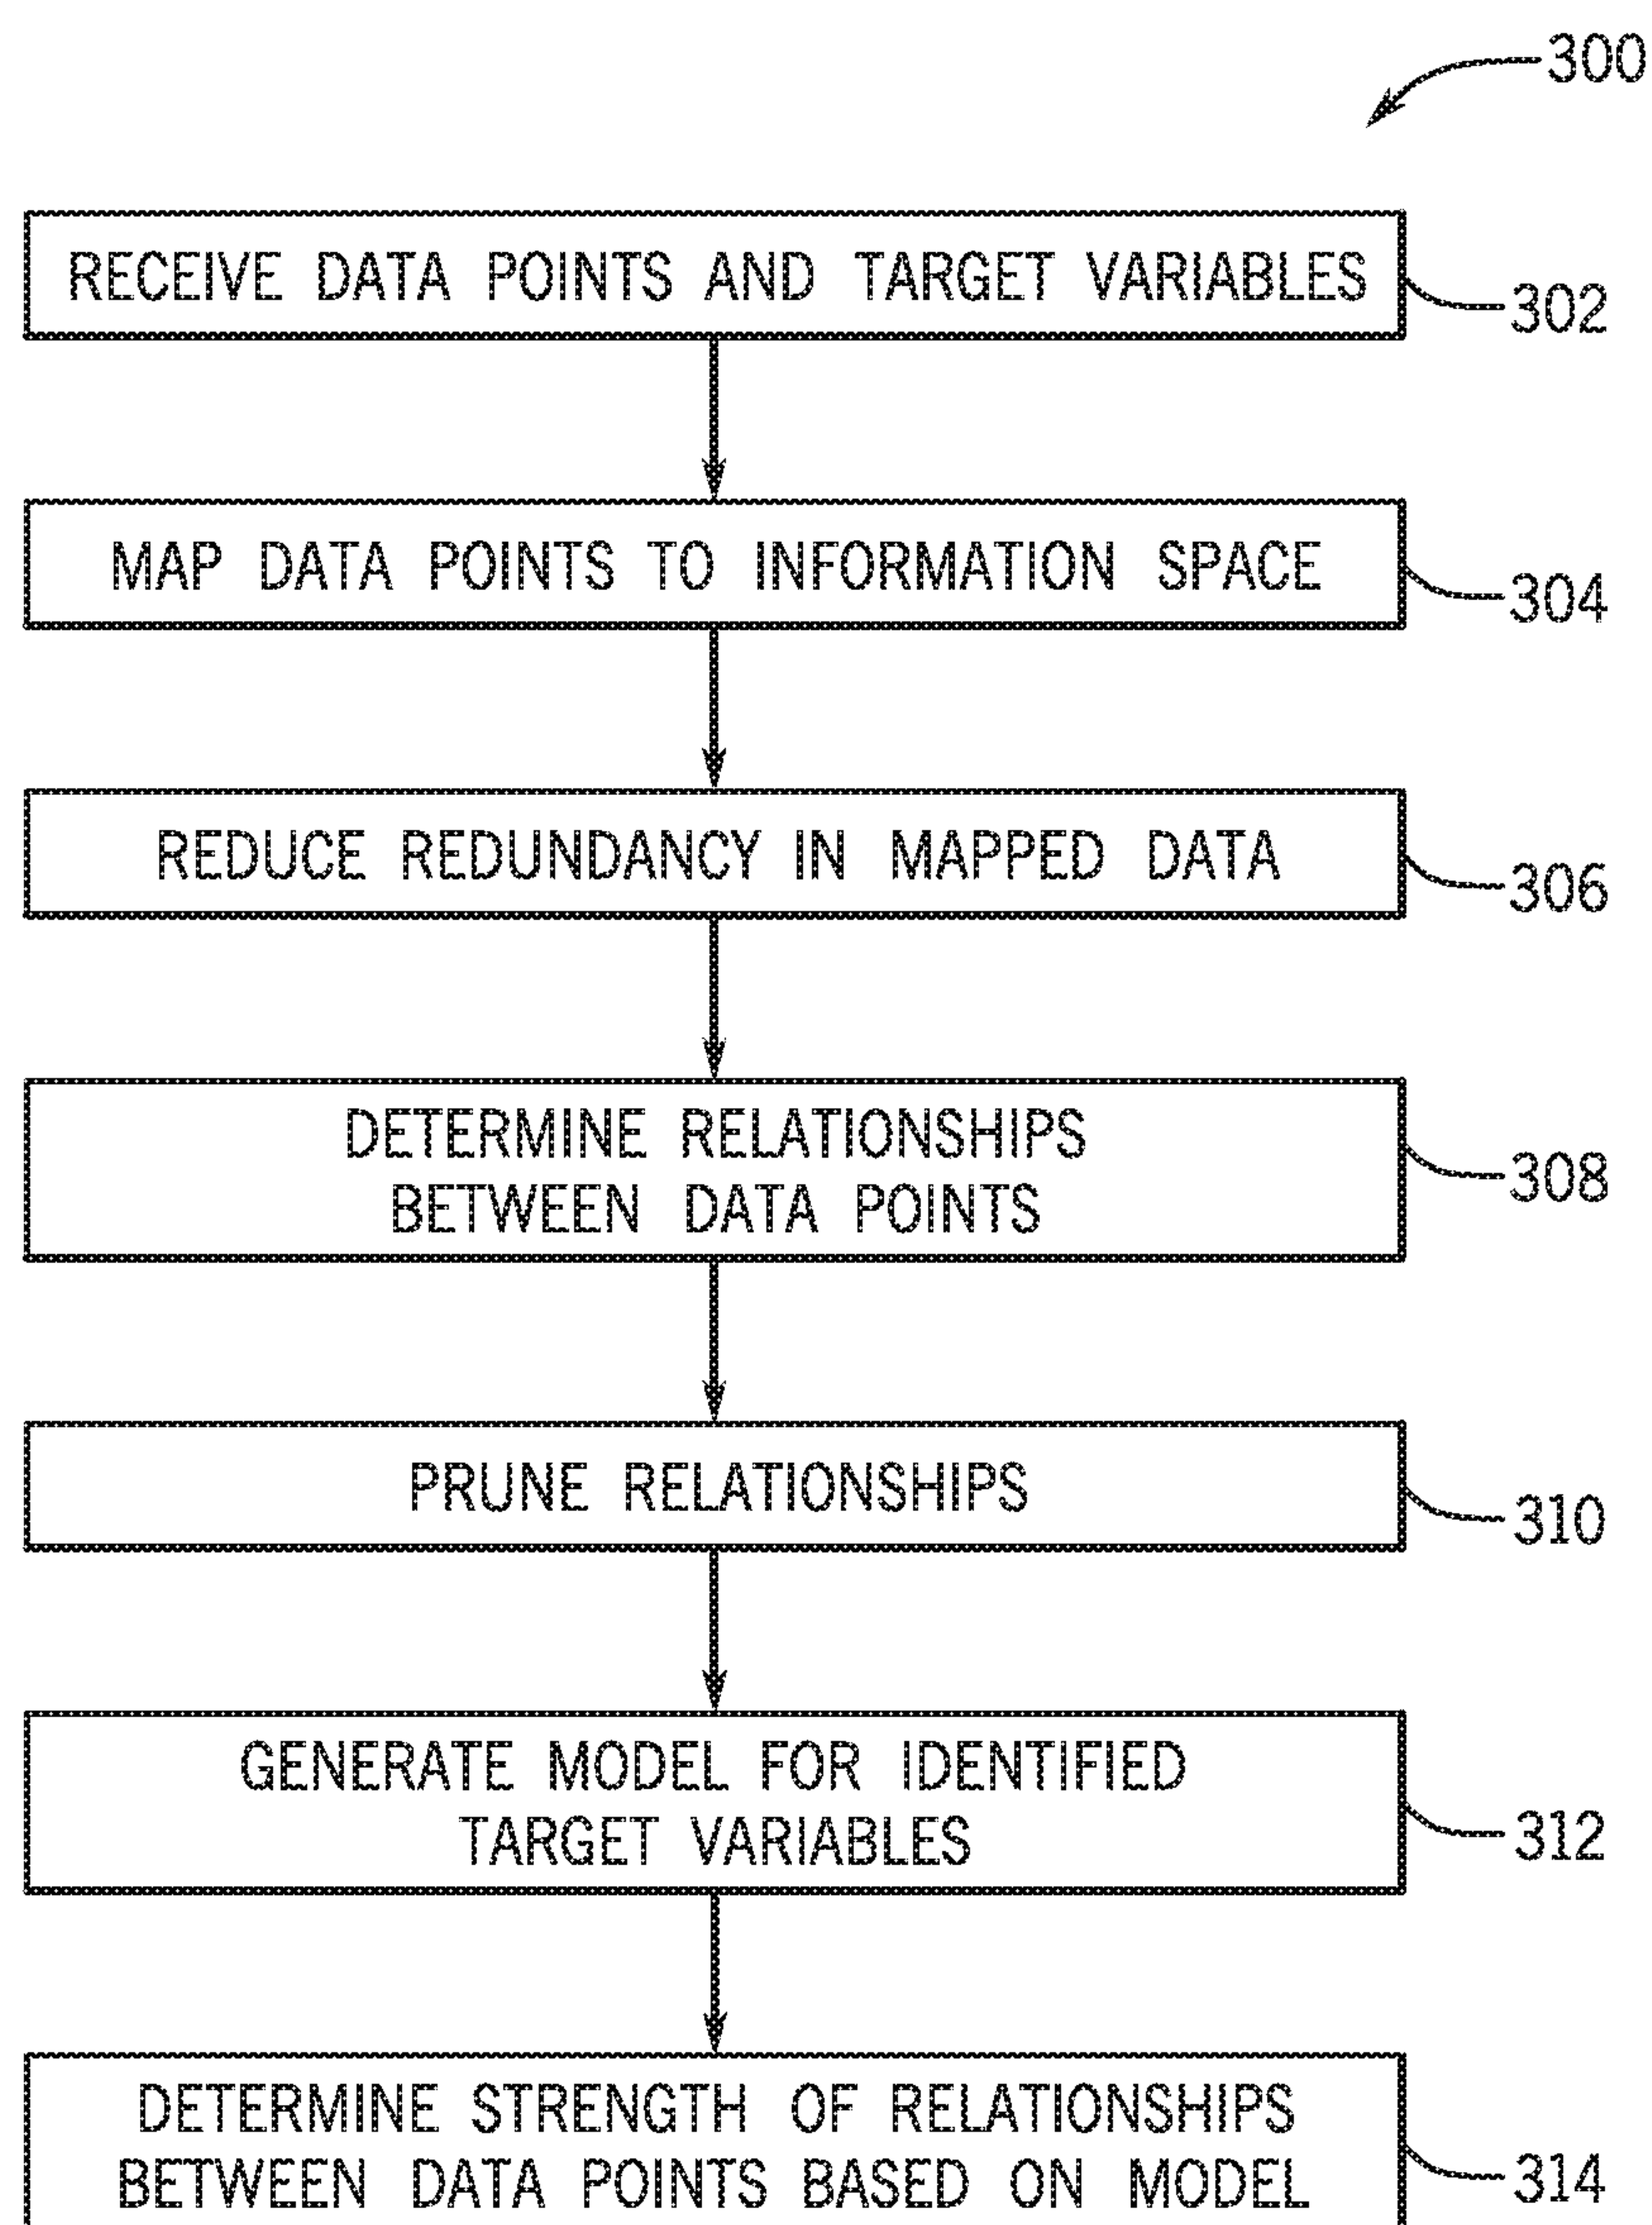 300
RECEIVE DATA POINTS AND TARGET VARIABLES
302
MAP DATA POINTS TO INFORMATION SPACE
304
REDUCE REDUNDANCY IN MAPPED DATA
306
DETERMINE RELATIONSHIPS
BETWEEN DATA POINTS
308
PRUNE RELATIONSHIPS
310
GENERATE MODEL FOR IDENTIFIED
TARGET VARIABLES
312
DETERMINE STRENGTH OF RELATIONSHIPS
BETWEEN DATA POINTS BASED ON MODEL
314